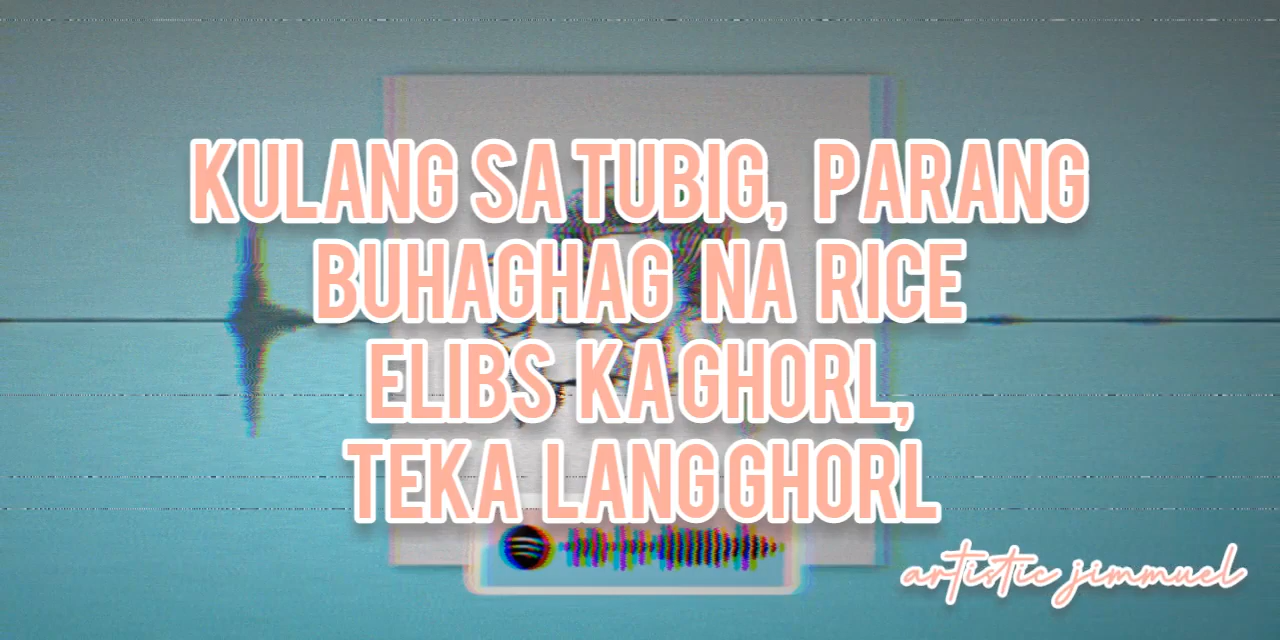 KULANG SA TUBIG, PARANG
BUHAGHAG NA RICE
ELIBS KA GHORL,
TEKA LANG GHORL
artistic jimmuel